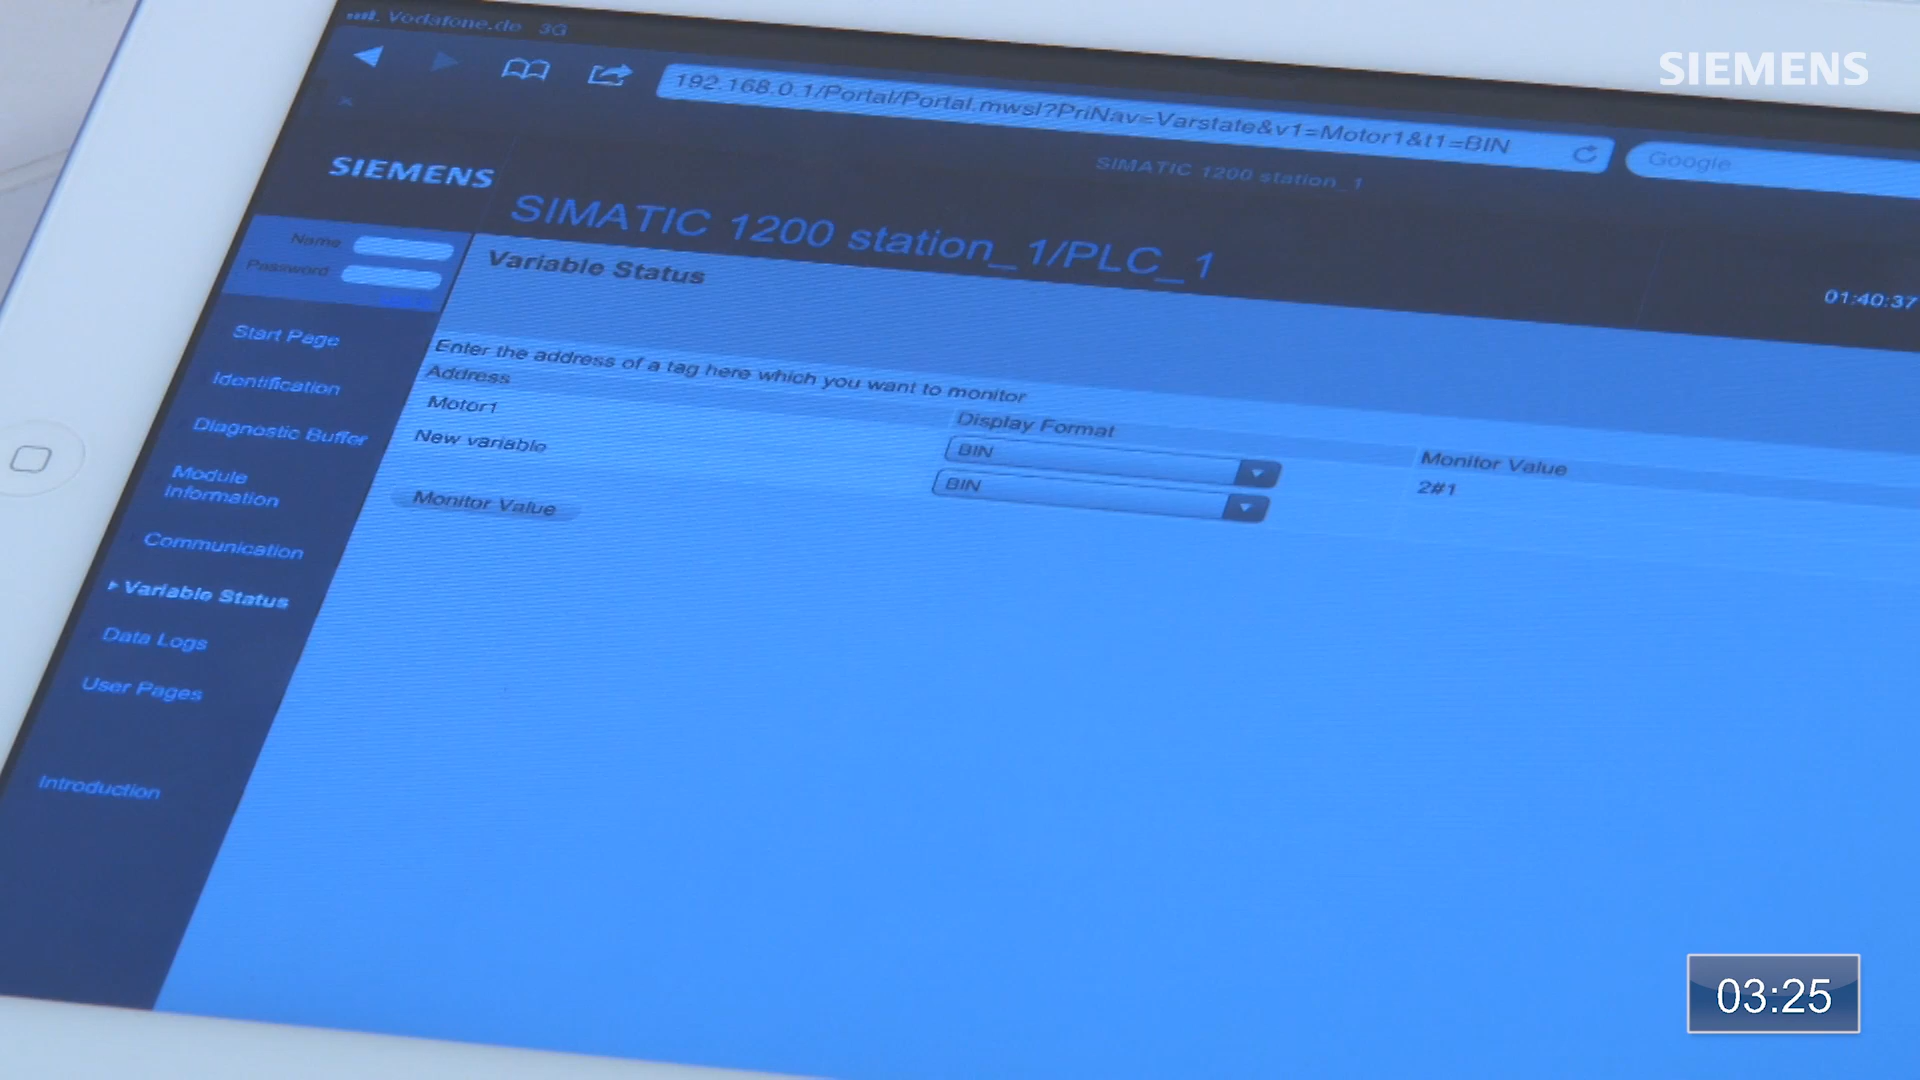 Vodafone.de 3G
SIEMENS
192.168.0.1/Portal/Portal.mwsl?PriNav=Varstate&v1=Motor1&t1=BIN
Google
SIMATIC 1200 station_1
SIEMENS
SIMATIC 1200 station_1/PLC_1
01:40:37
Name
Password
Variable Status
Start Page
Identification
Diagnostic Buffer
Module
Information
Communication
Variable Status
Data Logs
User Pages
Introduction
Enter the address of a tag here which you want to monitor
Address
Display Format
Monitor Value
Motor1
BIN
2#1
New variable
BIN
Monitor Value
03:25